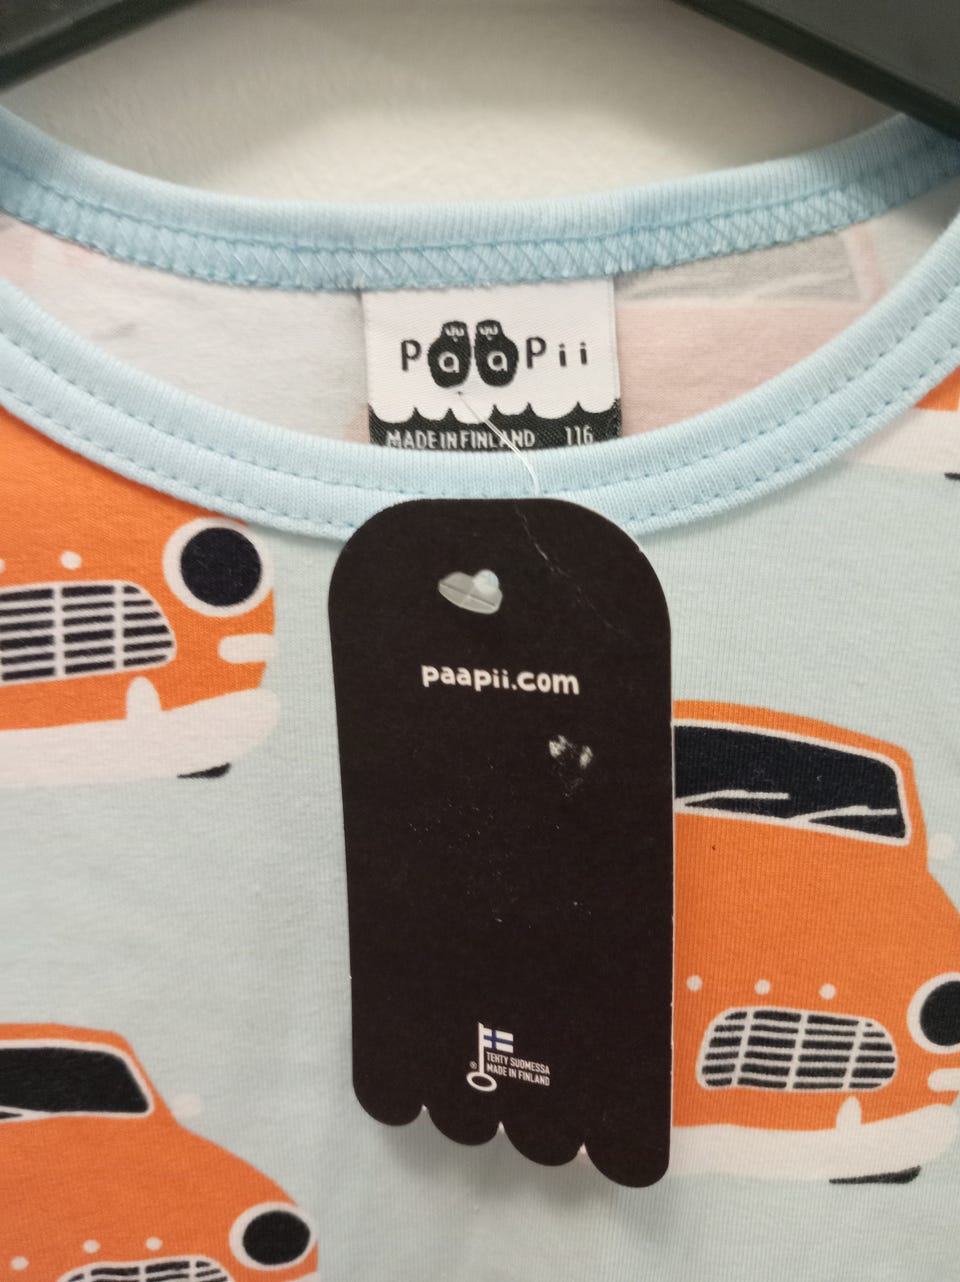 paapii
MADE IN FINLAND 116
paapii.com
® TEHTY SUOMESSA
MADE IN FINLAND